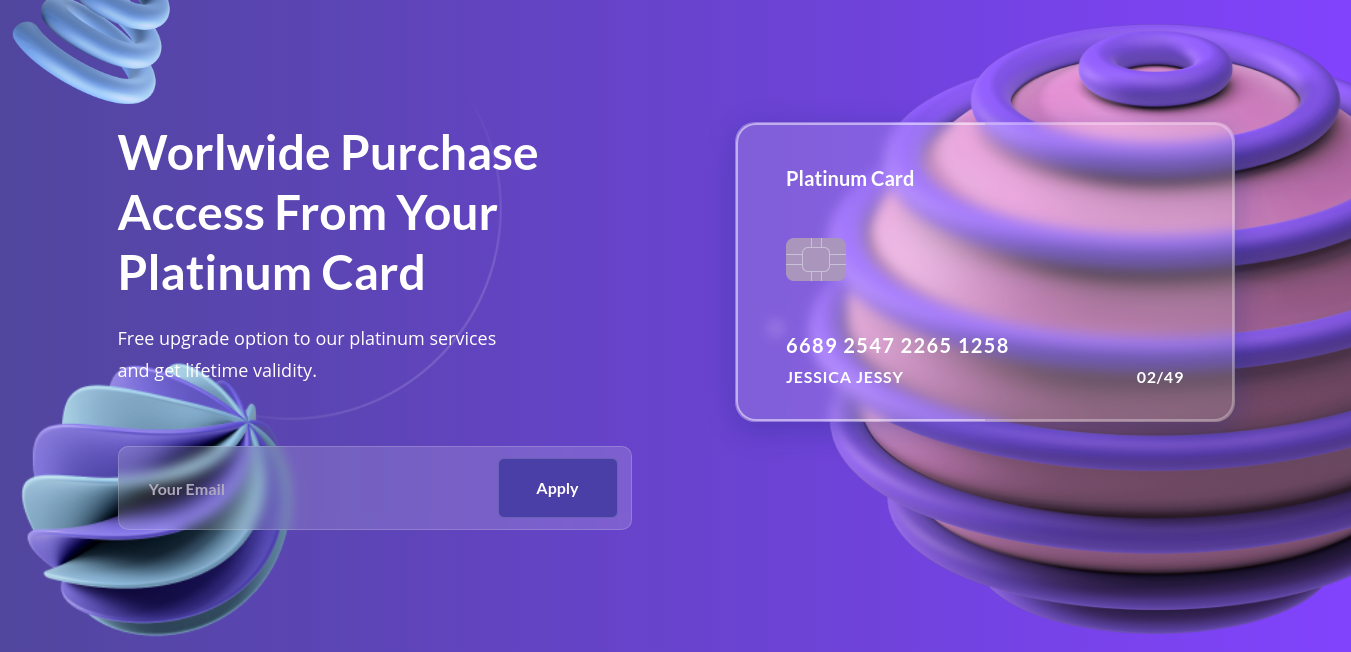 Worlwide Purchase
Access From Your
Platinum Card
Free upgrade option to our platinum services
and get lifetime validity.
Your Email
Apply
Platinum Card
6689 2547 2265 1258
JESSICA JESSY
02/49